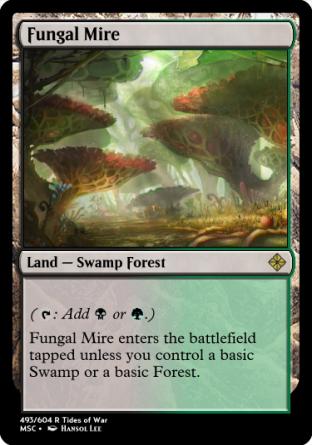 Fungal Mire
Land — Swamp Forest
( : Add or .)
Fungal Mire enters the battlefield
tapped unless you control a basic
Swamp or a basic Forest.
493/604 R Tides of War
MSC • Hansol Lee